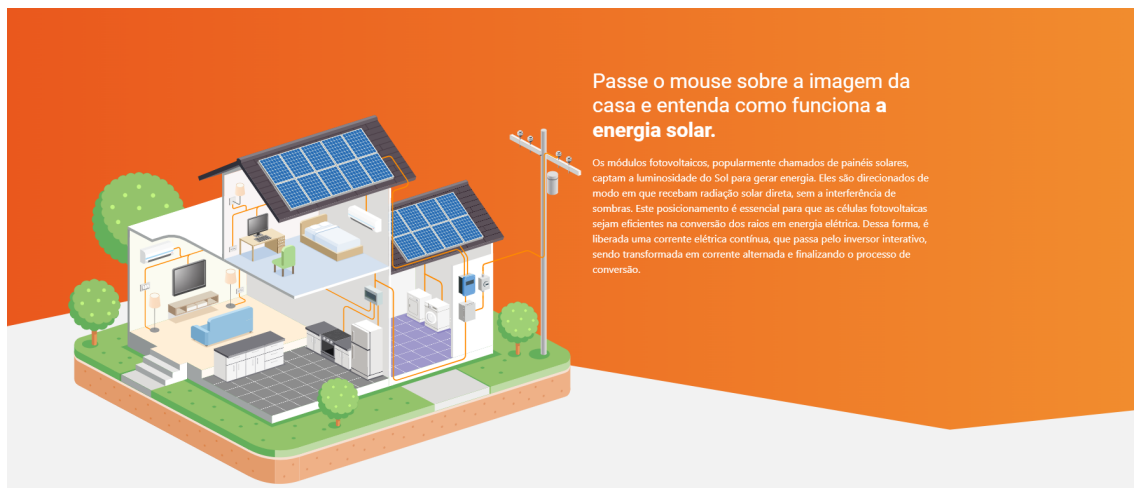 Passe o mouse sobre a imagem da
casa e entenda como funciona a
energia solar.
Os módulos fotovoltaicos, popularmente chamados de painéis solares,
captam a luminosidade do Sol para gerar energia. Eles são direcionados de
modo em que recebam radiação solar direta, sem a interferência de
sombras. Este posicionamento é essencial para que as células fotovoltaicas
sejam eficientes na conversão dos raios em energia elétrica. Dessa forma, é
liberada uma corrente elétrica contínua, que passa pelo inversor interativo,
sendo transformada em corrente alternada e finalizando o processo de
conversão.